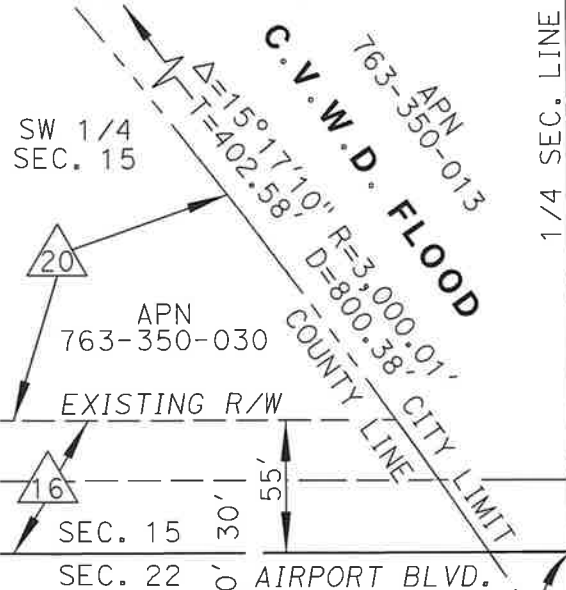 C.V.W.D. FLOOD
APN
763-350-013
1/4 SEC. LINE
SW 1/4
SEC. 15
Δ=15°17'10" R=3,000.01'
T=402.58' D=800.38'
20
APN
763-350-030
COUNTY LINE
CITY LIMIT
EXISTING R/W
16
30'
55'
SEC. 15
SEC. 22
0'
AIRPORT BLVD.